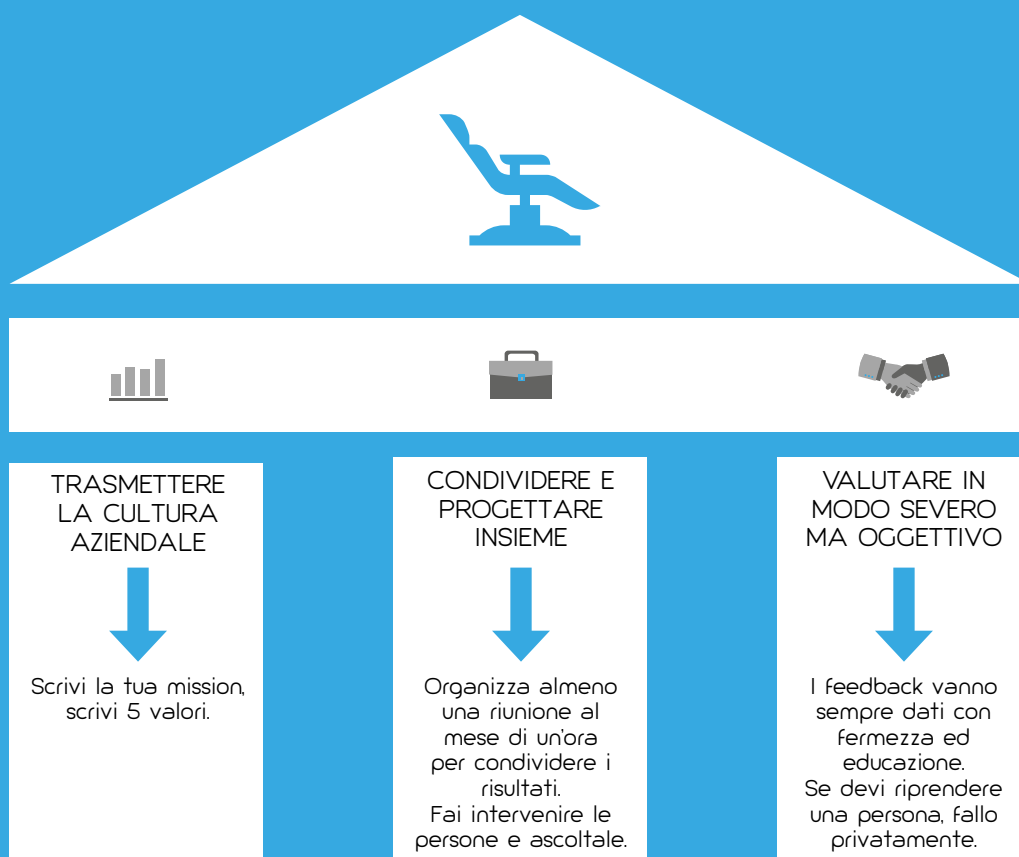 TRASMETTERE
LA CULTURA
AZIENDALE
Scrivi la tua mission,
scrivi 5 valori.
CONDIVIDERE E
PROGETTARE
INSIEME
Organizza almeno
una riunione al
mese di un'ora
per condividere i
risultati.
Fai intervenire le
persone e ascoltale.
VALUTARE IN
MODO SEVERO
MA OGGETTIVO
I feedback vanno
sempre dati con
fermezza ed
educazione.
Se devi riprendere
una persona, fallo
privatamente.